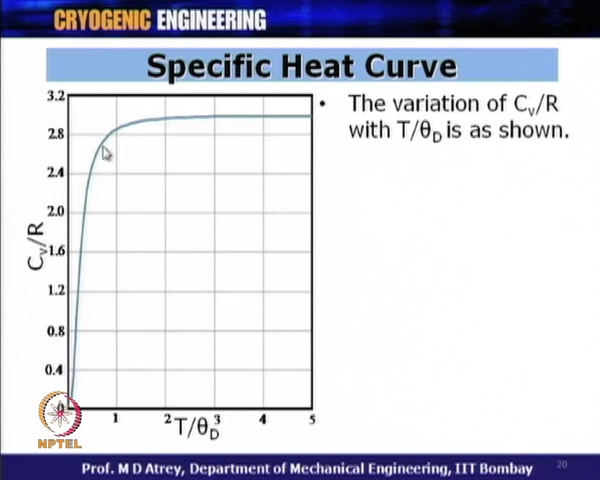 CRYOGENIC ENGINEERING
Specific Heat Curve
3.2
2.8
2.4
2.0
1.6
1.2
0.8
0.4
0
Cv/R
1
2
3
4
5
T/θD
• The variation of Cv/R
with T/θD is as shown.
NPTEL
Prof. M D Atrey, Department of Mechanical Engineering, IIT Bombay
20